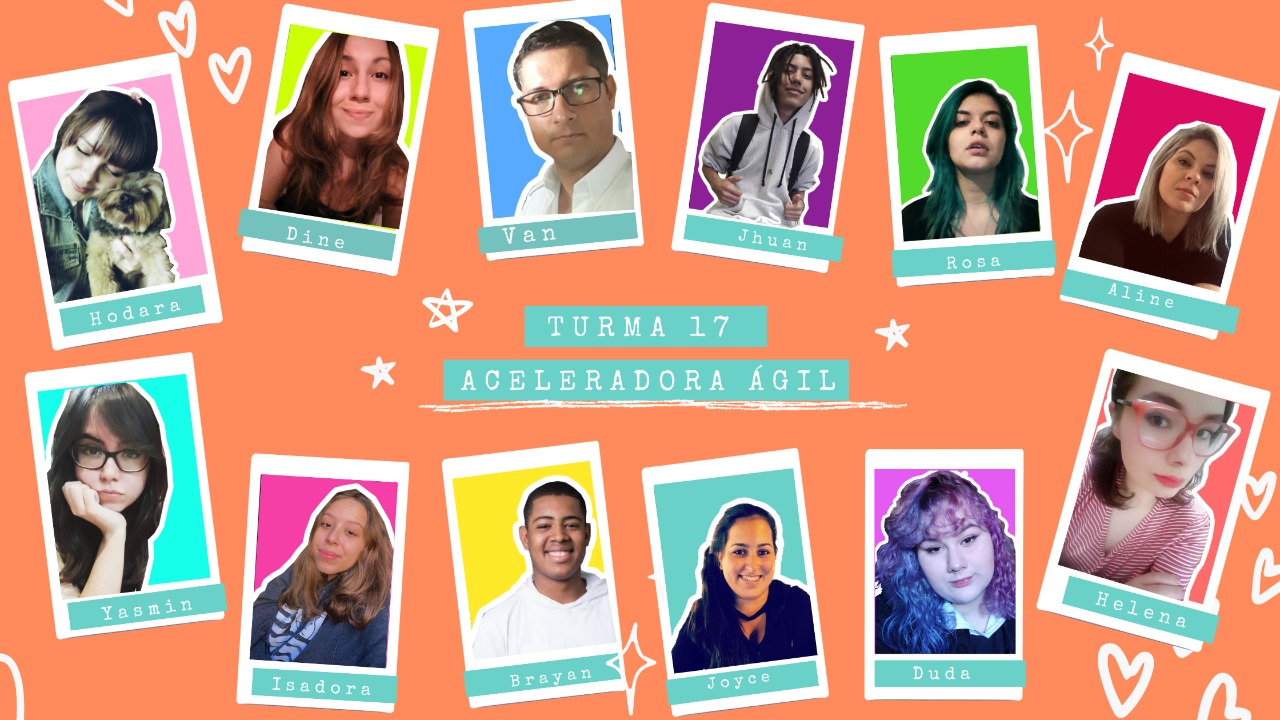 Hodara
Dine
Van
Jhuan
Rosa
Aline
TURMA 17
ACELERADORA ÁGIL
Yasmin
Isadora
Brayan
Joyce
Duda
Helena